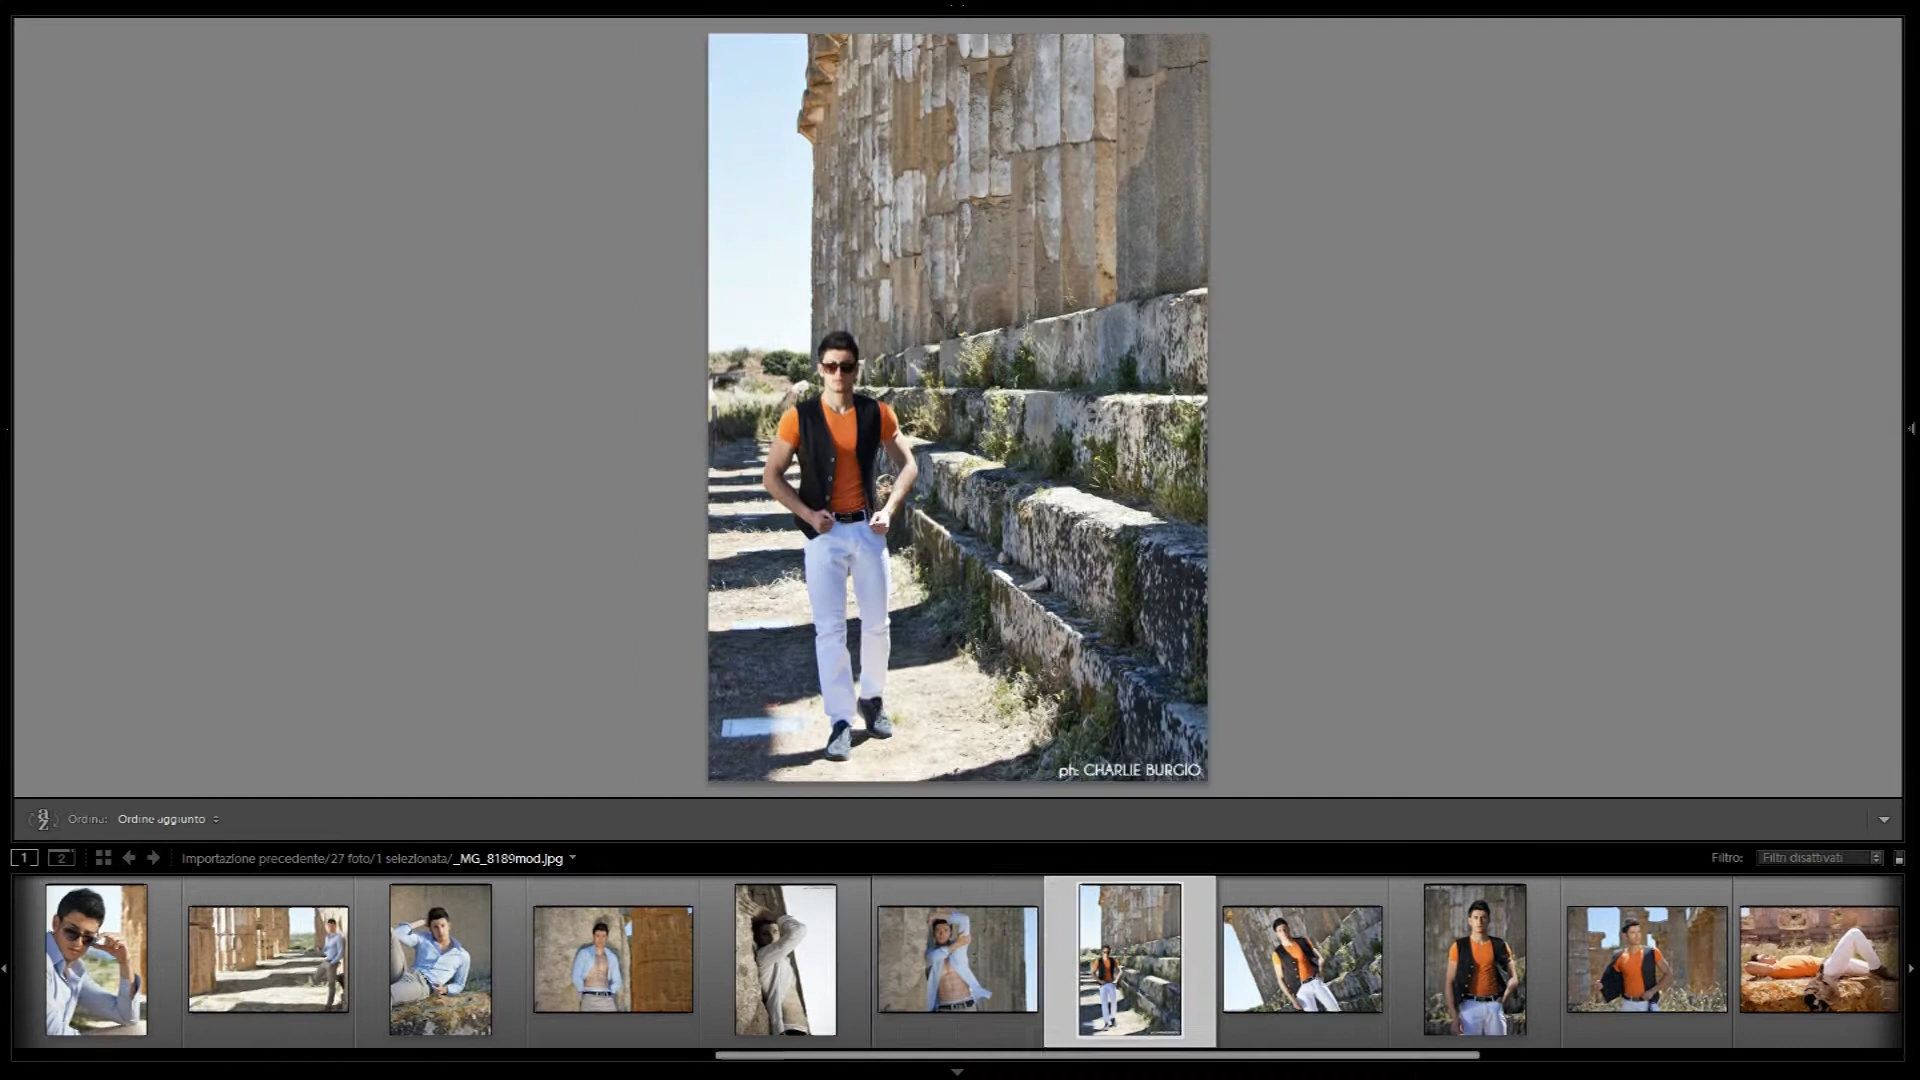 ph: CHARLIE BURGIO
Ordina: Ordine aggiunto
1 2 Importazione precedente/27 foto/1 selezionata/_MG_8189mod.jpg Filtro: Filtri disattivati